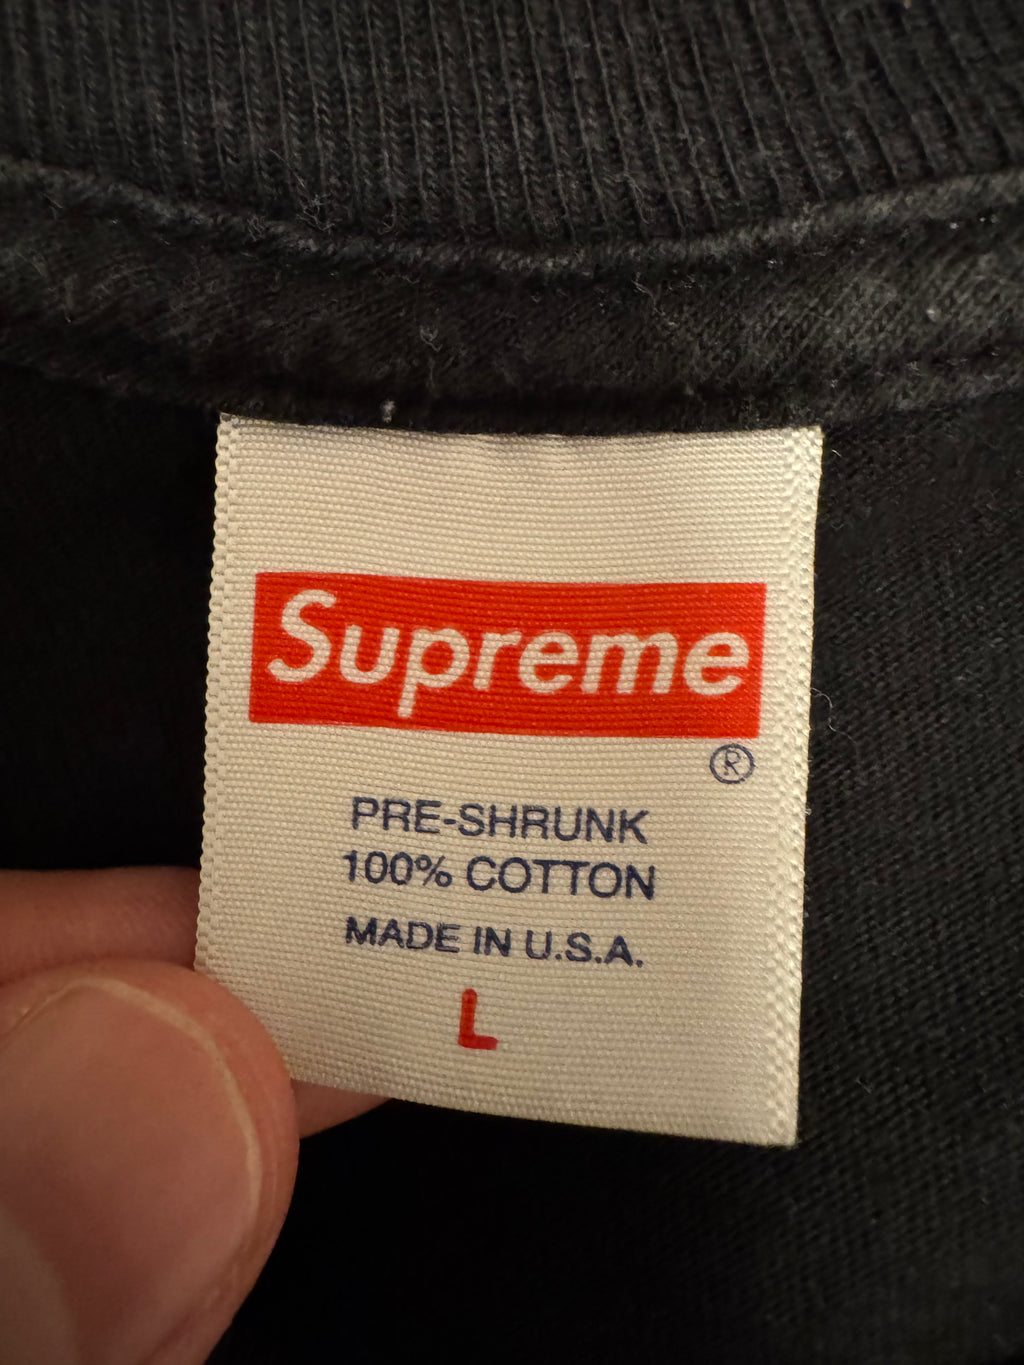 Supreme
®
PRE-SHRUNK
100% COTTON
MADE IN U.S.A.
L